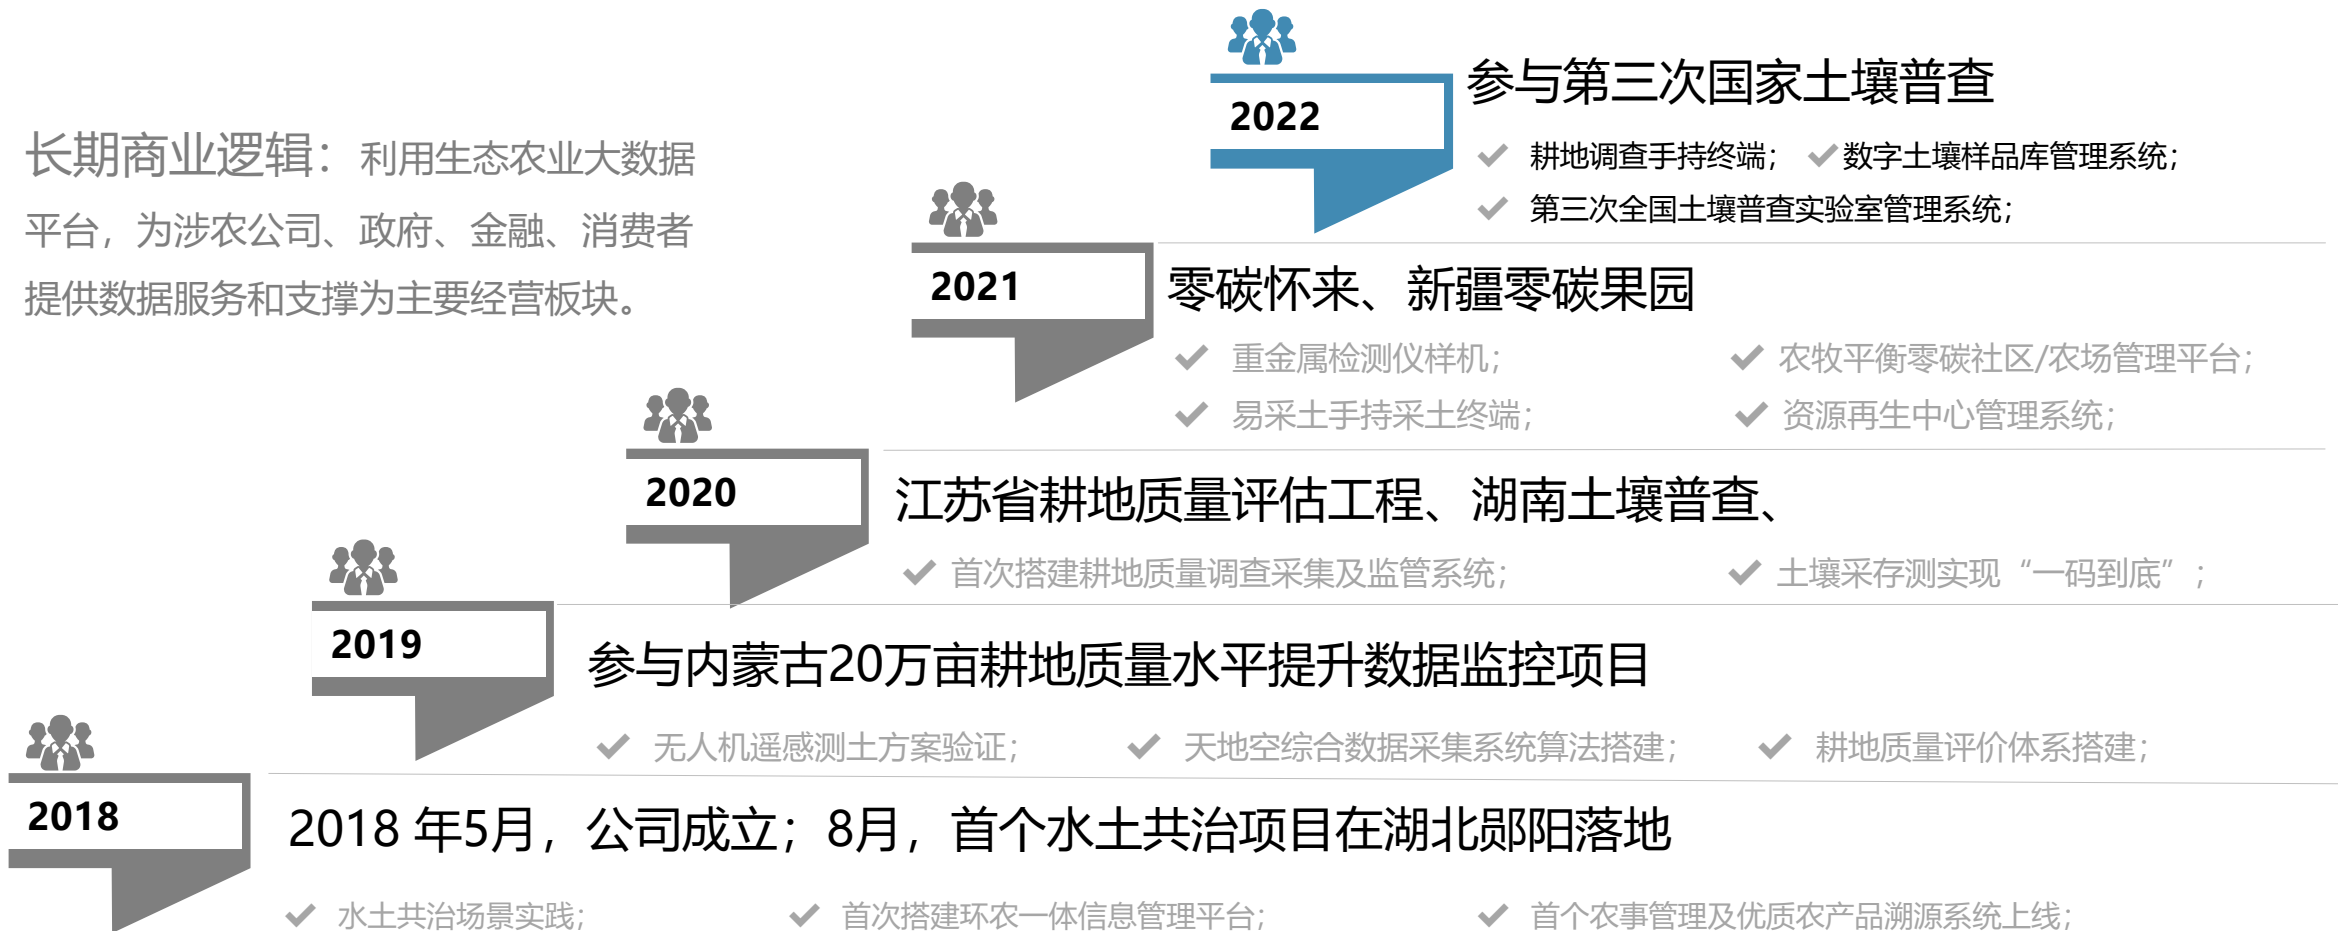 长期商业逻辑：利用生态农业大数据
平台，为涉农公司、政府、金融、消费者
提供数据服务和支撑为主要经营板块。
2022
参与第三次国家土壤普查
耕地调查手持终端； 数字土壤样品库管理系统；
第三次全国土壤普查实验室管理系统；
2021
零碳怀来、新疆零碳果园
重金属检测仪样机； 农牧平衡零碳社区/农场管理平台；
易采土手持采土终端； 资源再生中心管理系统；
2020
江苏省耕地质量评估工程、湖南土壤普查、
首次搭建耕地质量调查采集及监管系统； 土壤采存测实现“一码到底”；
2019
参与内蒙古20万亩耕地质量水平提升数据监控项目
无人机遥感测土方案验证； 天地空综合数据采集系统算法搭建； 耕地质量评价体系搭建；
2018
2018 年5月，公司成立；8月，首个水土共治项目在湖北郧阳落地
水土共治场景实践； 首次搭建环农一体信息管理平台； 首个农事管理及优质农产品溯源系统上线；